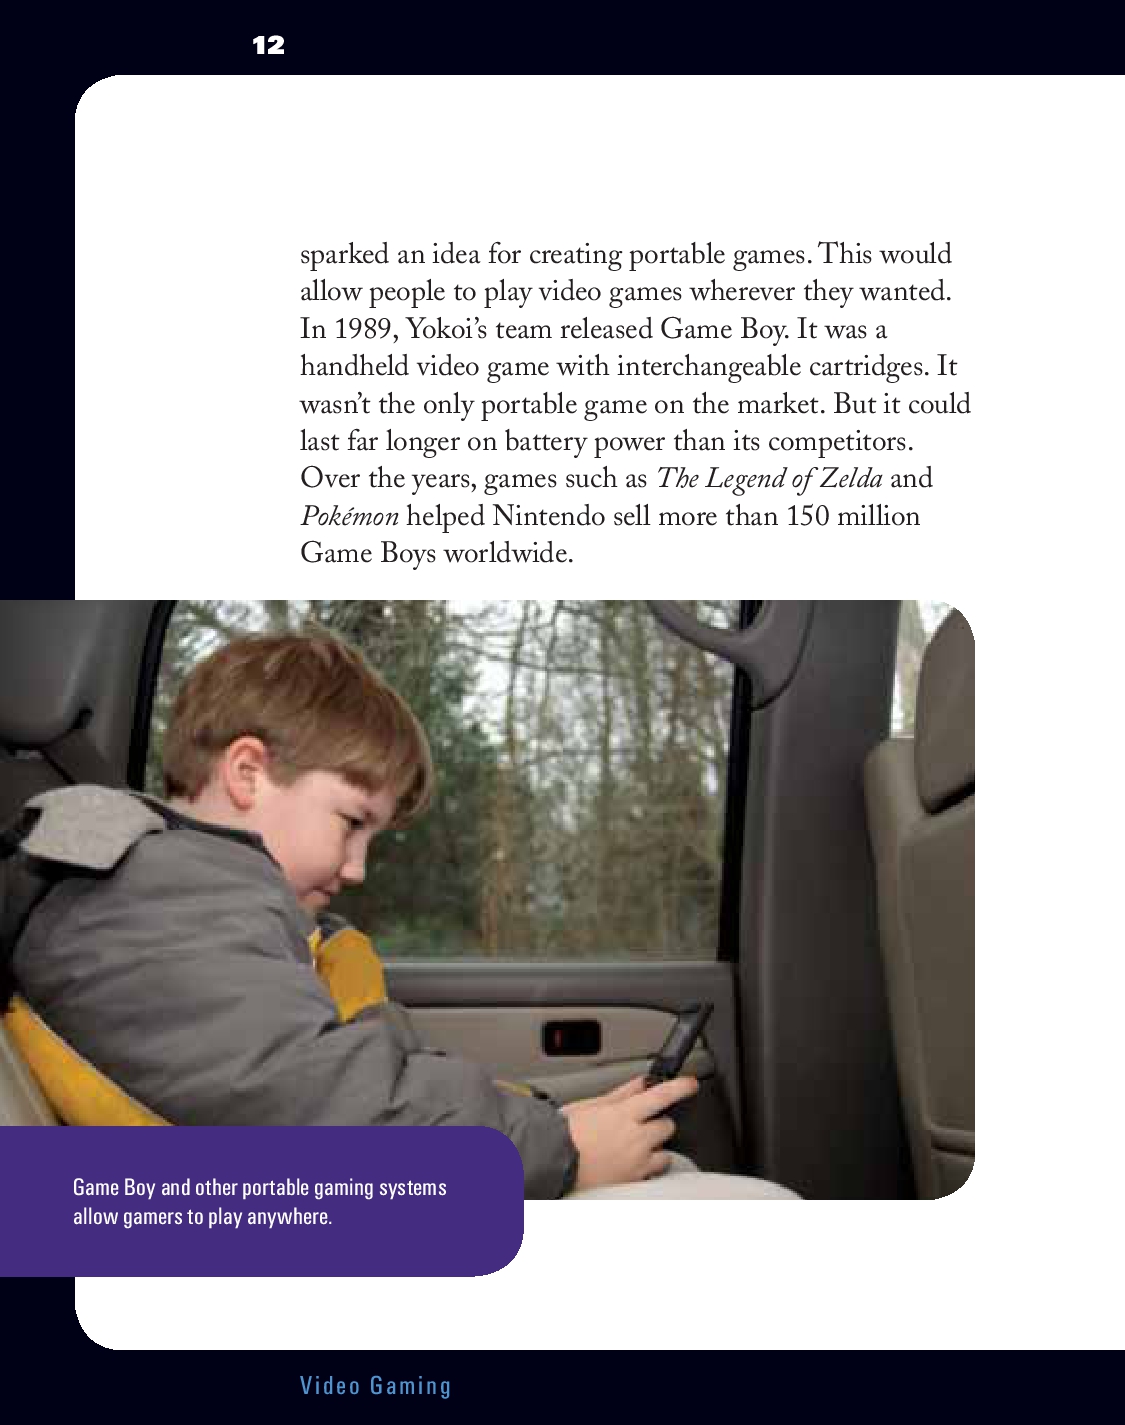 12
sparked an idea for creating portable games. This would
allow people to play video games wherever they wanted.
In 1989, Yokoi’s team released Game Boy. It was a
handheld video game with interchangeable cartridges. It
wasn’t the only portable game on the market. But it could
last far longer on battery power than its competitors.
Over the years, games such as The Legend of Zelda and
Pokémon helped Nintendo sell more than 150 million
Game Boys worldwide.
Game Boy and other portable gaming systems
allow gamers to play anywhere.
Video Gaming